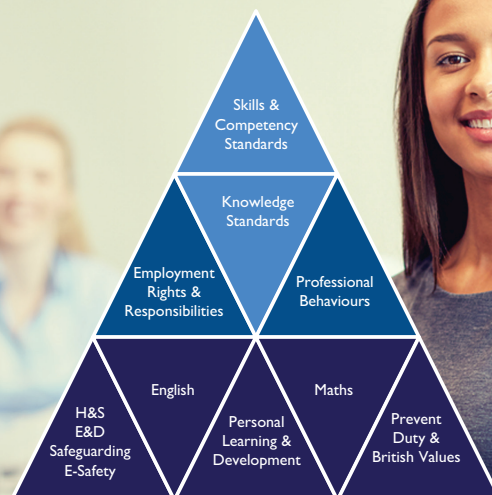 Skills &
Competency
Standards
Knowledge
Standards
Employment
Rights &
Responsibilities
Professional
Behaviours
English
Maths
H&S
E&D
Safeguarding
E-Safety
Personal
Learning &
Development
Prevent
Duty &
British Values